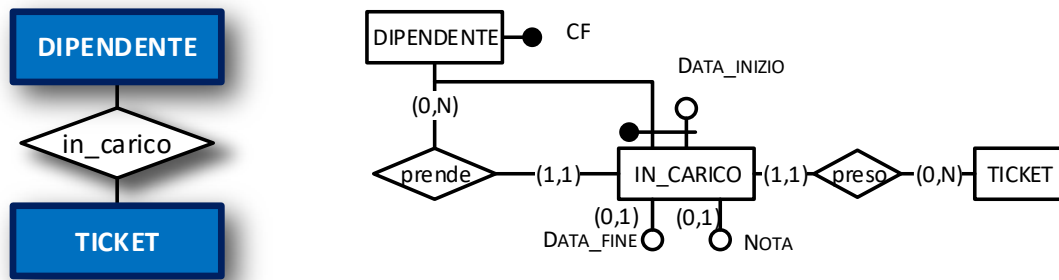 DIPENDENTE
in_carico
TICKET
DIPENDENTE
CF
DATA_INIZIO
(0,N)
prende
(1,1)
IN_CARICO
(1,1)
preso
(0,N)
TICKET
(0,1)
(0,1)
DATA_FINE
NOTA